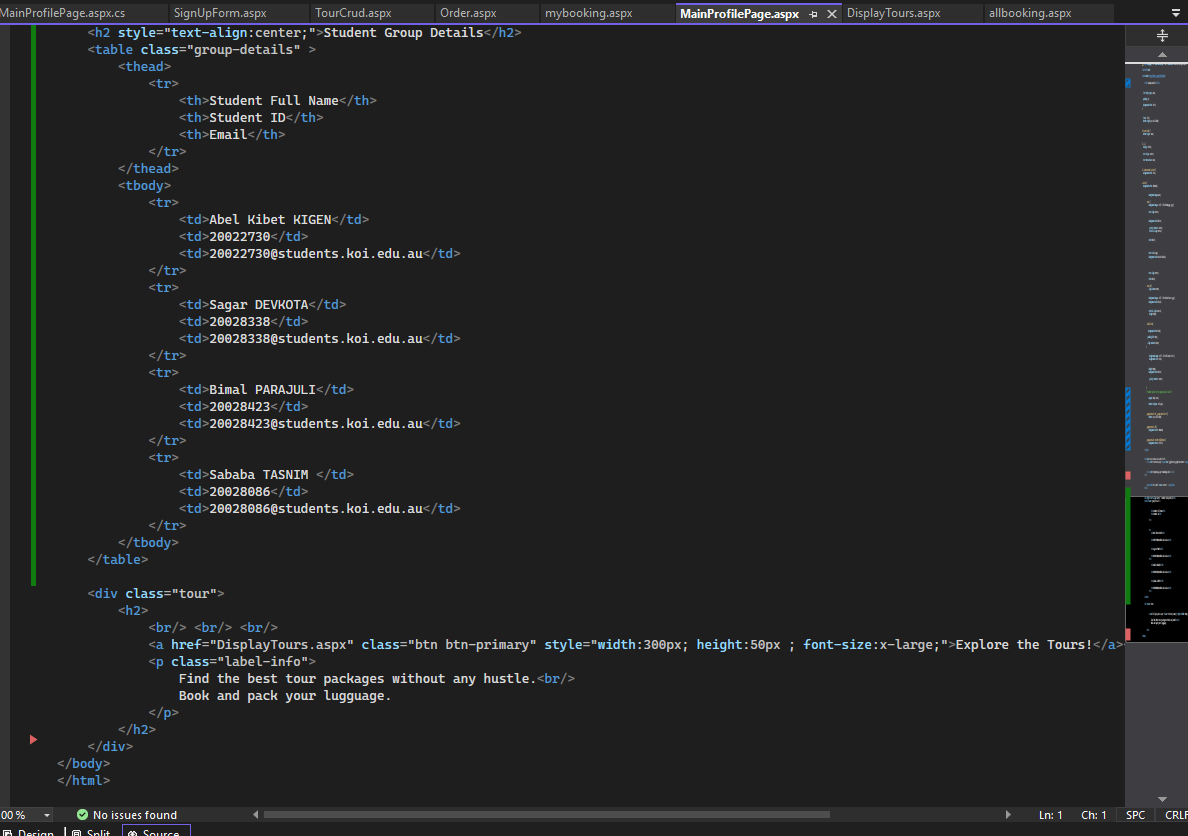 MainProfilePage.aspx.cs SignUpForm.aspx TourCrud.aspx Order.aspx mybooking.aspx MainProfilePage.aspx DisplayTours.aspx allbooking.aspx
<h2 style="text-align:center;">Student Group Details</h2>
<table class="group-details" >
<thead>
<tr>
<th>Student Full Name</th>
<th>Student ID</th>
<th>Email</th>
</tr>
</thead>
<tbody>
<tr>
<td>Abel Kibet KIGEN</td>
<td>20022730</td>
<td>20022730@students.koi.edu.au</td>
</tr>
<tr>
<td>Sagar DEVKOTA</td>
<td>20028338</td>
<td>20028338@students.koi.edu.au</td>
</tr>
<tr>
<td>Bimal PARAJULI</td>
<td>20028423</td>
<td>20028423@students.koi.edu.au</td>
</tr>
<tr>
<td>Sababa TASNIM </td>
<td>20028086</td>
<td>20028086@students.koi.edu.au</td>
</tr>
</tbody>
</table>
<div class="tour">
<h2>
<br/> <br/> <br/>
<a href="DisplayTours.aspx" class="btn btn-primary" style="width:300px; height:50px ; font-size:x-large;">Explore the Tours!</a>
<p class="label-info">
Find the best tour packages without any hustle.<br/>
Book and pack your lugguage.
</p>
</h2>
</div>
</body>
</html>
00 % No issues found Ln: 1 Ch: 1 SPC CRLF
Design Split Source